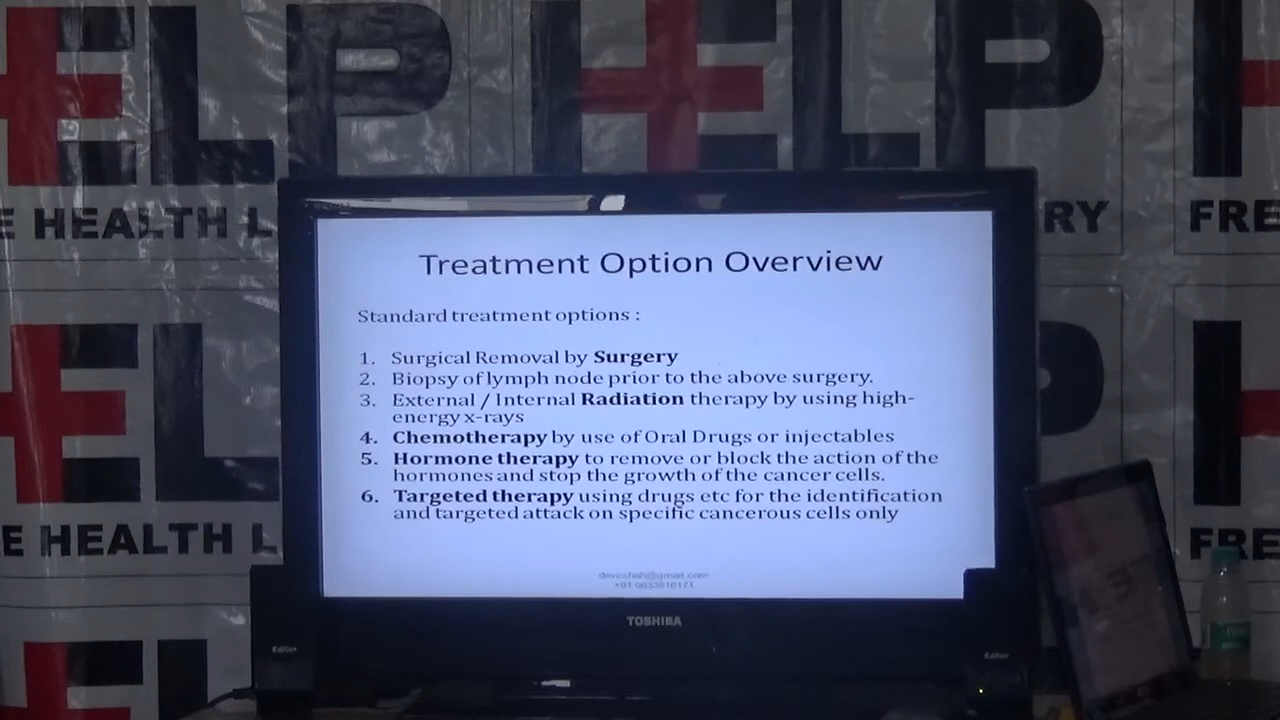 HELP
HELP
E HEALTH L
RY
FRE
Treatment Option Overview
Standard treatment options :
1. Surgical Removal by Surgery
2. Biopsy of lymph node prior to the above surgery.
3. External / Internal Radiation therapy by using high-
energy x-rays
4. Chemotherapy by use of Oral Drugs or injectables
5. Hormone therapy to remove or block the action of the
hormones and stop the growth of the cancer cells.
6. Targeted therapy using drugs etc for the identification
and targeted attack on specific cancerous cells only
E HEALTH L
FRE
TOSHIBA
Edifier
Edifier